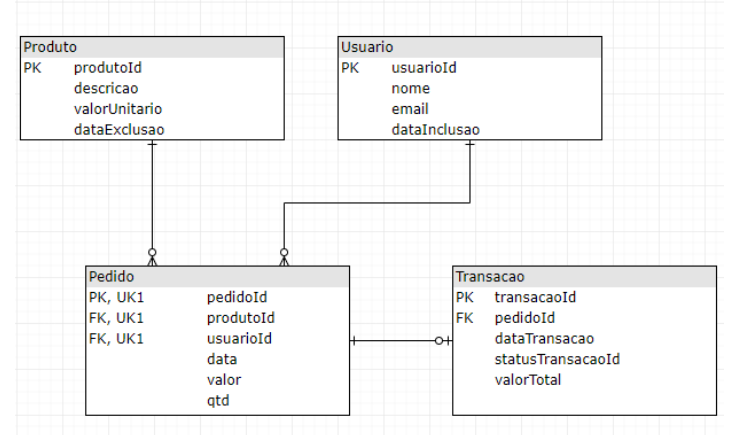 Produto
PK produtoId
descricao
valorUnitario
dataExclusao
Usuario
PK usuarioId
nome
email
dataInclusao
Pedido
PK, UK1 pedidoId
FK, UK1 produtoId
FK, UK1 usuarioId
data
valor
qtd
Transacao
PK transacaoId
FK pedidoId
dataTransacao
statusTransacaoId
valorTotal